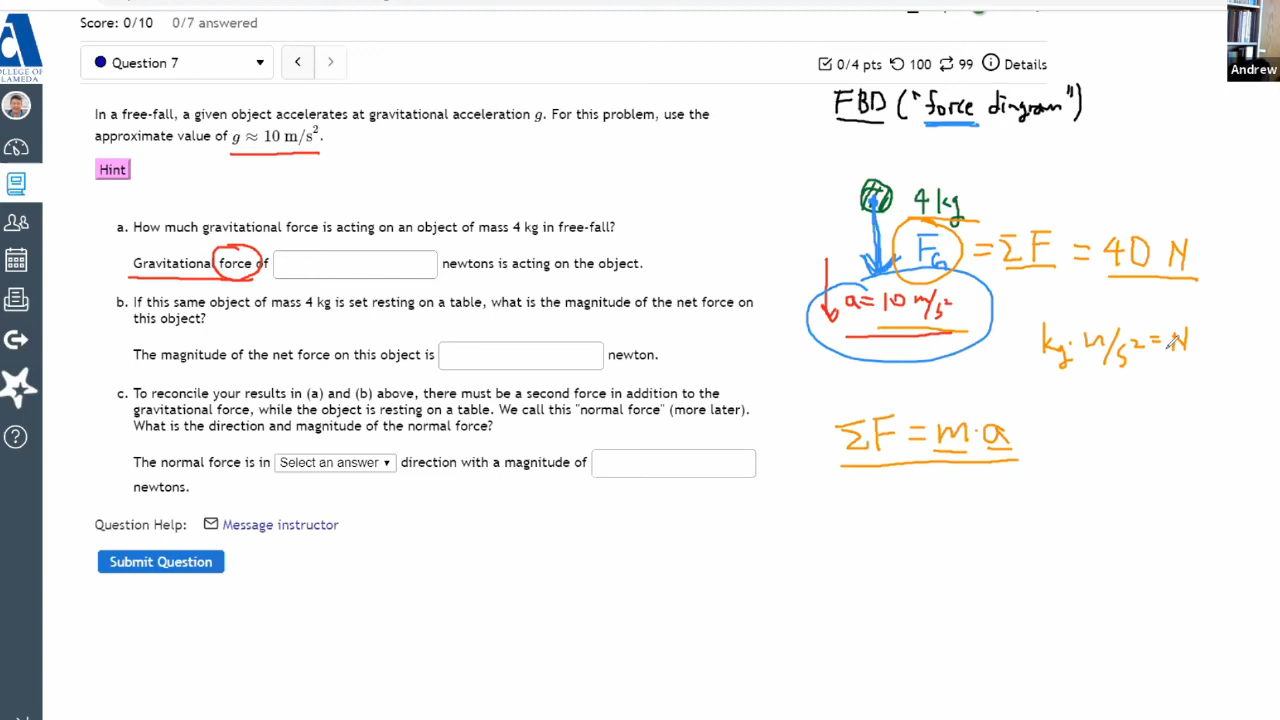 Score: 0/10 0/7 answered
COLLEGE OF
ALAMEDA
Question 7
0/4 pts 100 99 Details
Andrew
FBD ("force diagram")
In a free-fall, a given object accelerates at gravitational acceleration g. For this problem, use the
approximate value of g ≈ 10 m/s².
Hint
4 kg
a. How much gravitational force is acting on an object of mass 4 kg in free-fall?
Gravitational force of newtons is acting on the object.
F_G = ΣF = 40 N
a = 10 m/s²
b. If this same object of mass 4 kg is set resting on a table, what is the magnitude of the net force on
this object?
The magnitude of the net force on this object is newton.
kg · m/s² = N
c. To reconcile your results in (a) and (b) above, there must be a second force in addition to the
gravitational force, while the object is resting on a table. We call this "normal force" (more later).
What is the direction and magnitude of the normal force?
ΣF = m · a
The normal force is in Select an answer direction with a magnitude of
newtons.
Question Help: Message instructor
Submit Question